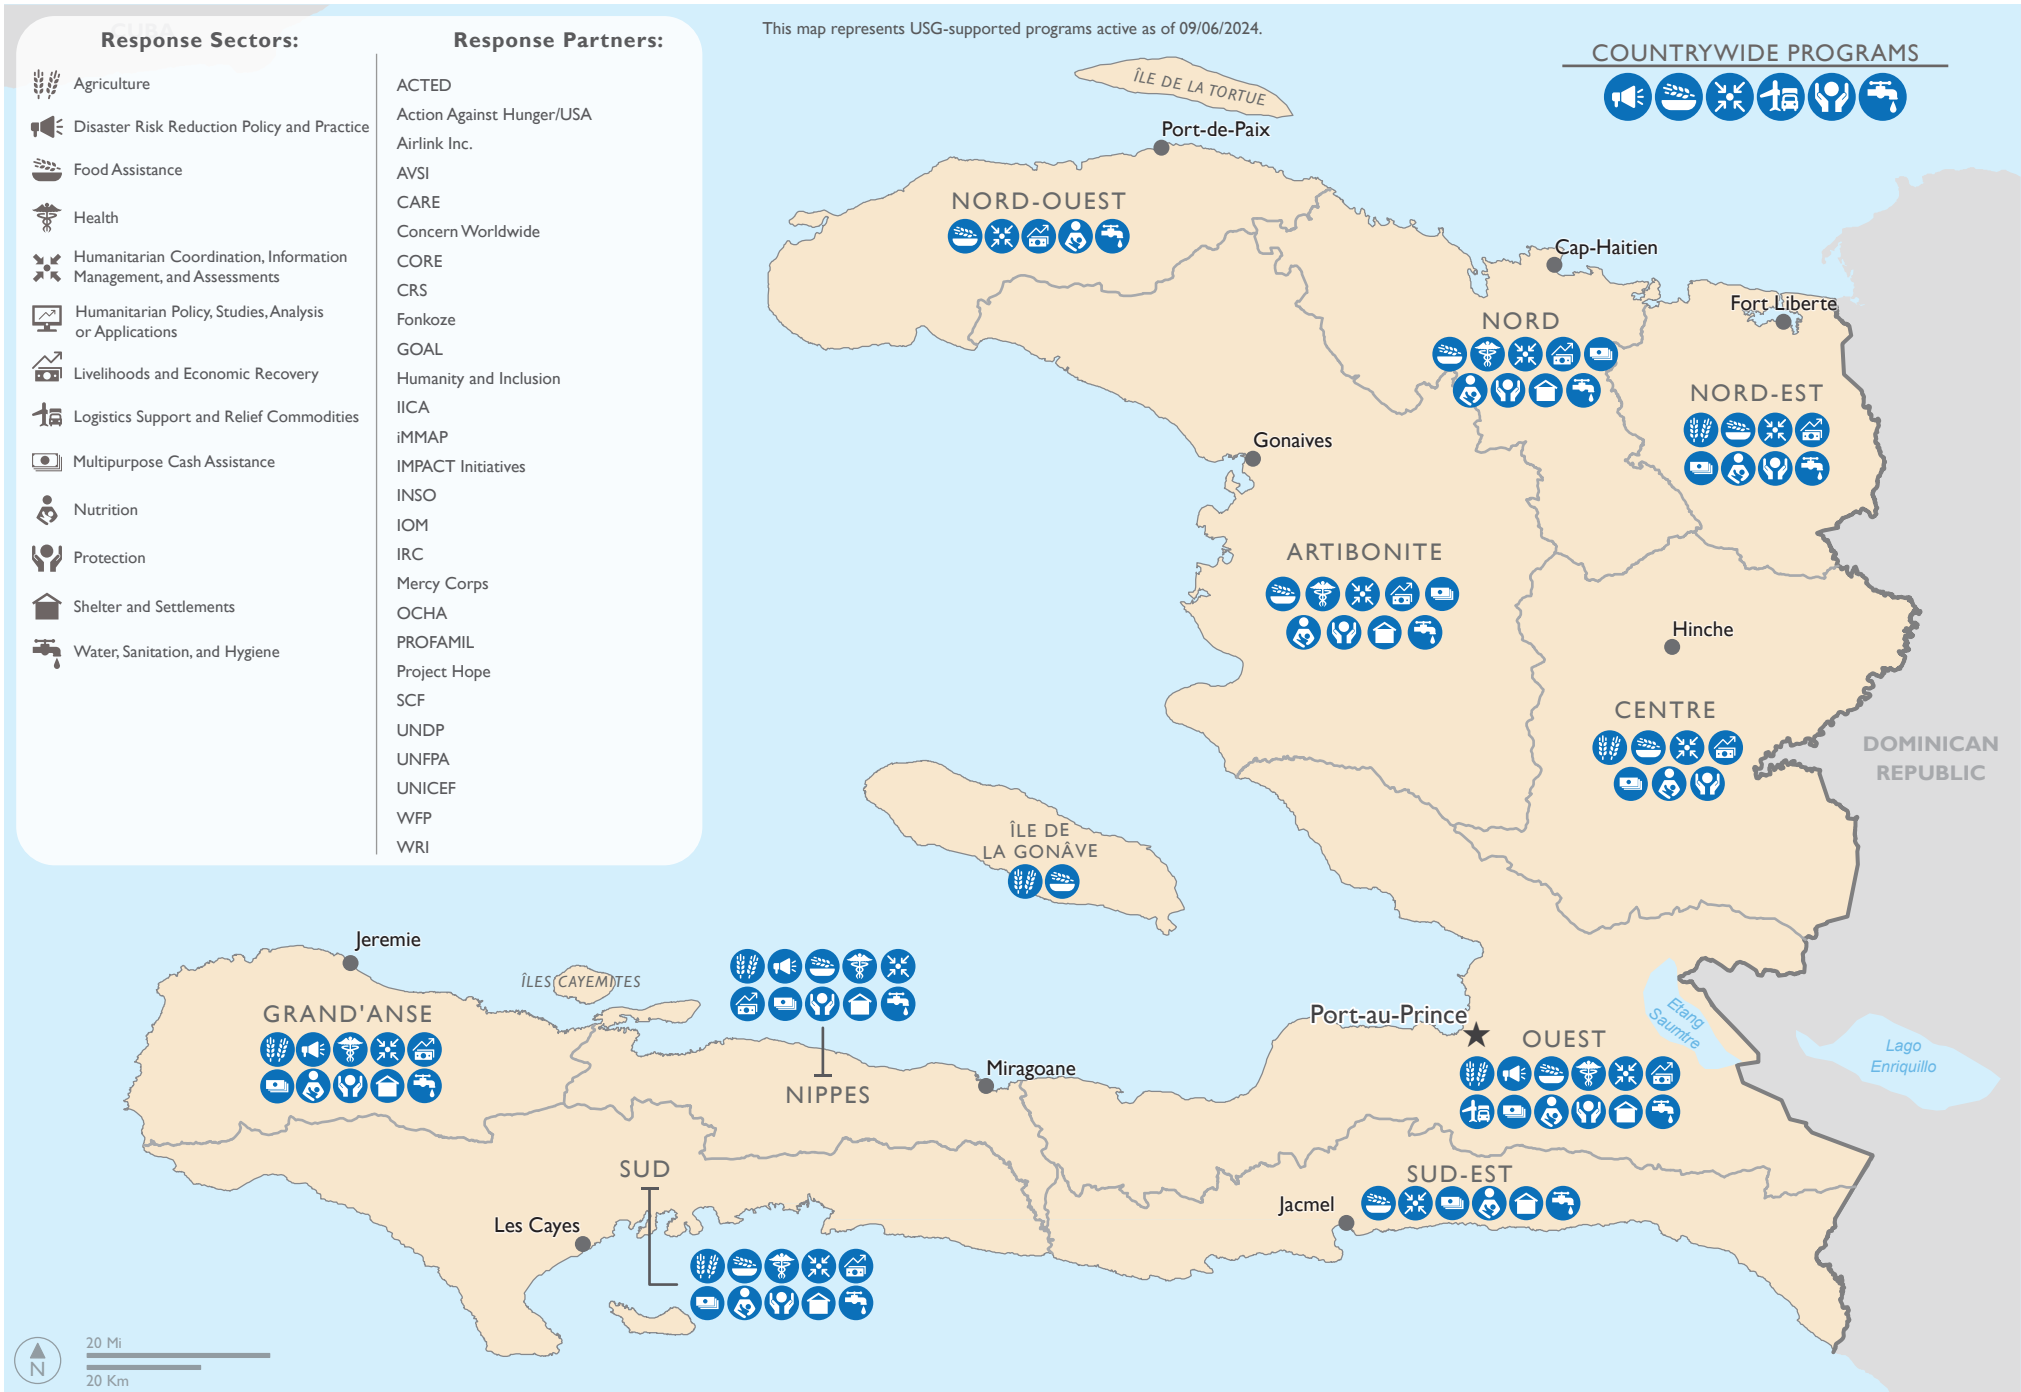 This map represents USG-supported programs active as of 09/06/2024.
CUBA
Response Sectors:
Agriculture
Disaster Risk Reduction Policy and Practice
Food Assistance
Health
Humanitarian Coordination, Information
Management, and Assessments
Humanitarian Policy, Studies, Analysis
or Applications
Livelihoods and Economic Recovery
Logistics Support and Relief Commodities
Multipurpose Cash Assistance
Nutrition
Protection
Shelter and Settlements
Water, Sanitation, and Hygiene
Response Partners:
ACTED
Action Against Hunger/USA
Airlink Inc.
AVSI
CARE
Concern Worldwide
CORE
CRS
Fonkoze
GOAL
Humanity and Inclusion
IICA
iMMAP
IMPACT Initiatives
INSO
IOM
IRC
Mercy Corps
OCHA
PROFAMIL
Project Hope
SCF
UNDP
UNFPA
UNICEF
WFP
WRI
COUNTRYWIDE PROGRAMS
ÎLE DE LA TORTUE
Port-de-Paix
NORD-OUEST
Cap-Haitien
Fort Liberte
NORD
NORD-EST
Gonaives
ARTIBONITE
Hinche
CENTRE
DOMINICAN
REPUBLIC
ÎLE DE
LA GONÂVE
Jeremie
ÎLES CAYEMITES
GRAND'ANSE
Port-au-Prince
OUEST
Etang
Saumtre
Lago
Enriquillo
Miragoane
NIPPES
SUD
SUD-EST
Jacmel
Les Cayes
N
20 Mi
20 Km